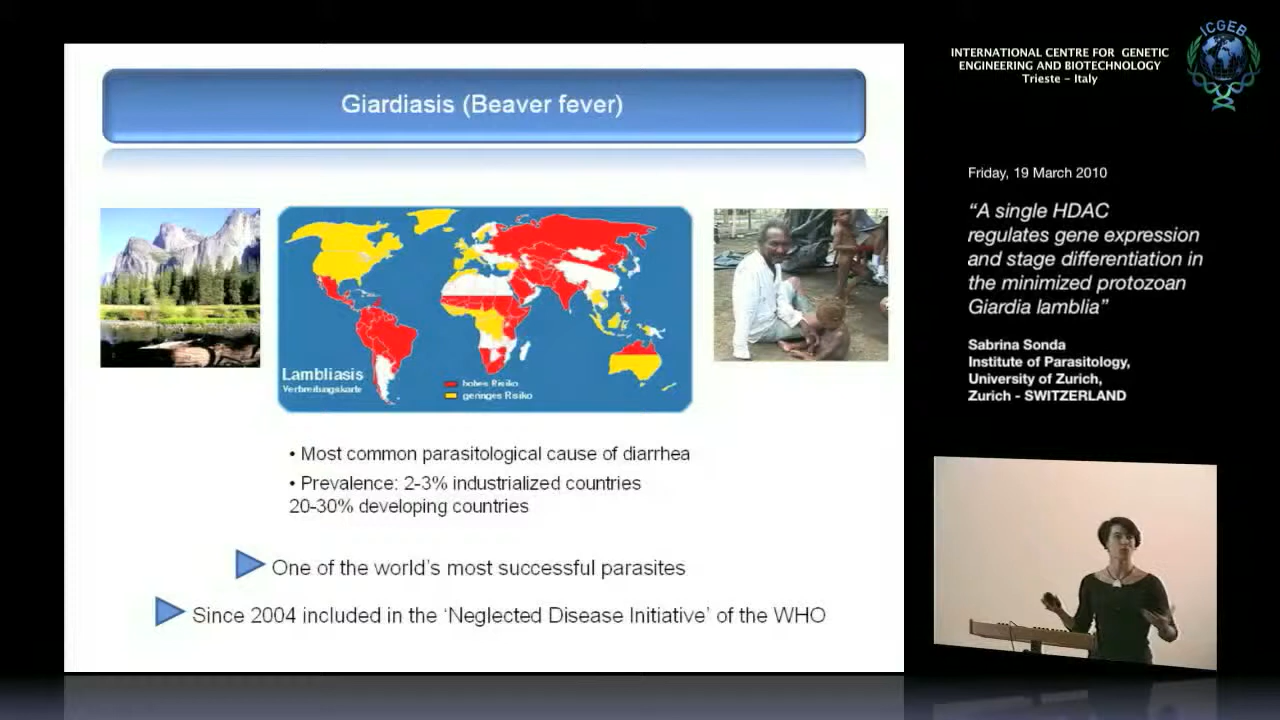 Giardiasis (Beaver fever)
Lambliasis
Verbreitungskarte
hohes Risiko
geringes Risiko
• Most common parasitological cause of diarrhea
• Prevalence: 2-3% industrialized countries
20-30% developing countries
One of the world's most successful parasites
Since 2004 included in the 'Neglected Disease Initiative' of the WHO
INTERNATIONAL CENTRE FOR GENETIC
ENGINEERING AND BIOTECHNOLOGY
Trieste - Italy
ICGEB
Friday, 19 March 2010
“A single HDAC
regulates gene expression
and stage differentiation in
the minimized protozoan
Giardia lamblia”
Sabrina Sonda
Institute of Parasitology,
University of Zurich,
Zurich - SWITZERLAND